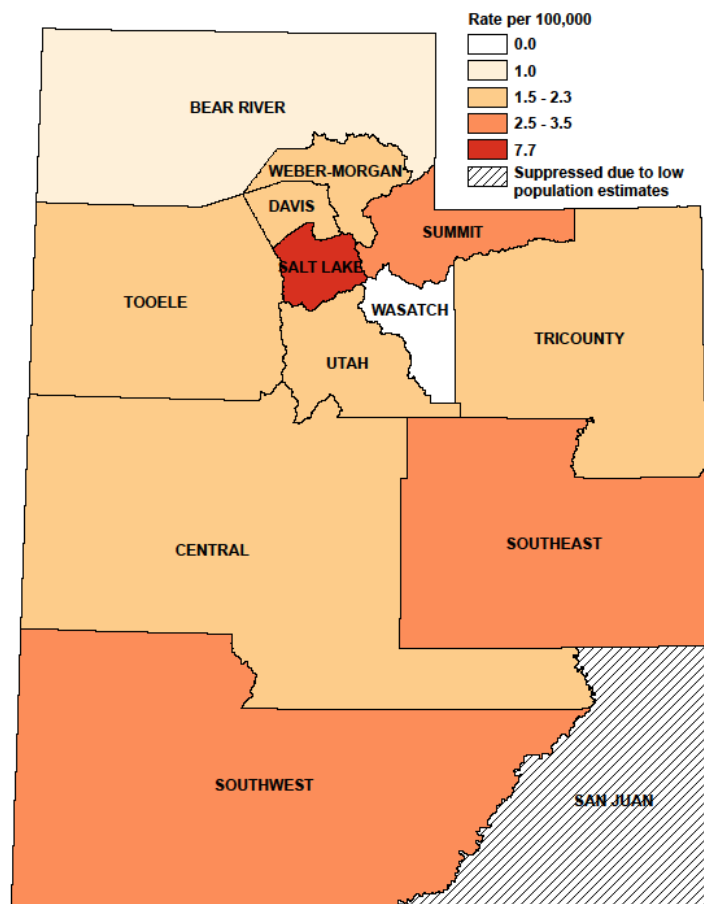 Rate per 100,000
0.0
1.0
1.5 - 2.3
2.5 - 3.5
7.7
Suppressed due to low
population estimates
BEAR RIVER
WEBER-MORGAN
DAVIS
SUMMIT
SALT LAKE
TOOELE
WASATCH
TRICOUNTY
UTAH
CENTRAL
SOUTHEAST
SOUTHWEST
SAN JUAN